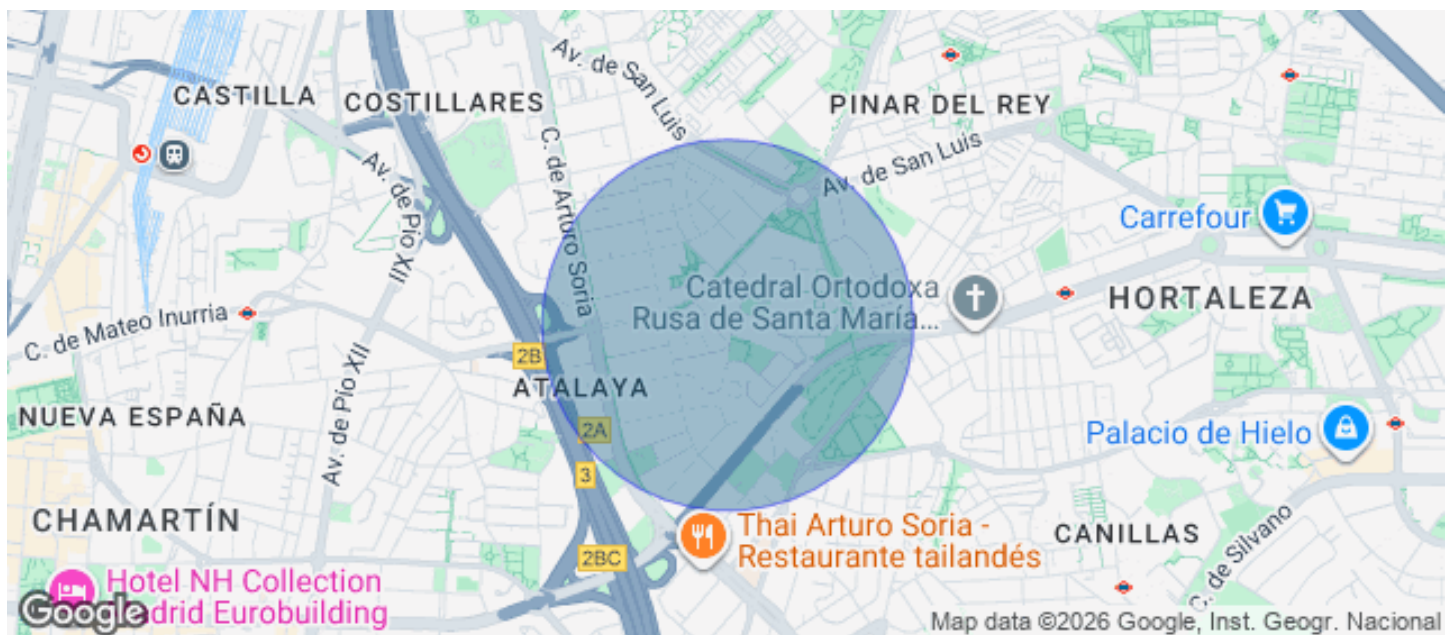 Av. de San Luis
CASTILLA
COSTILLARES
PINAR DEL REY
C. de Arturo Soria
Av. de San Luis
Av. de Pío XII
Carrefour
Catedral Ortodoxa
Rusa de Santa María...
HORTALEZA
C. de Mateo Inurria
2B
ATALAYA
NUEVA ESPAÑA
Av. de Pío XII
2A
Palacio de Hielo
3
CHAMARTÍN
Thai Arturo Soria -
Restaurante tailandés
CANILLAS
C. de Silvano
2BC
Hotel NH Collection
Madrid Eurobuilding
Google
Map data ©2026 Google, Inst. Geogr. Nacional